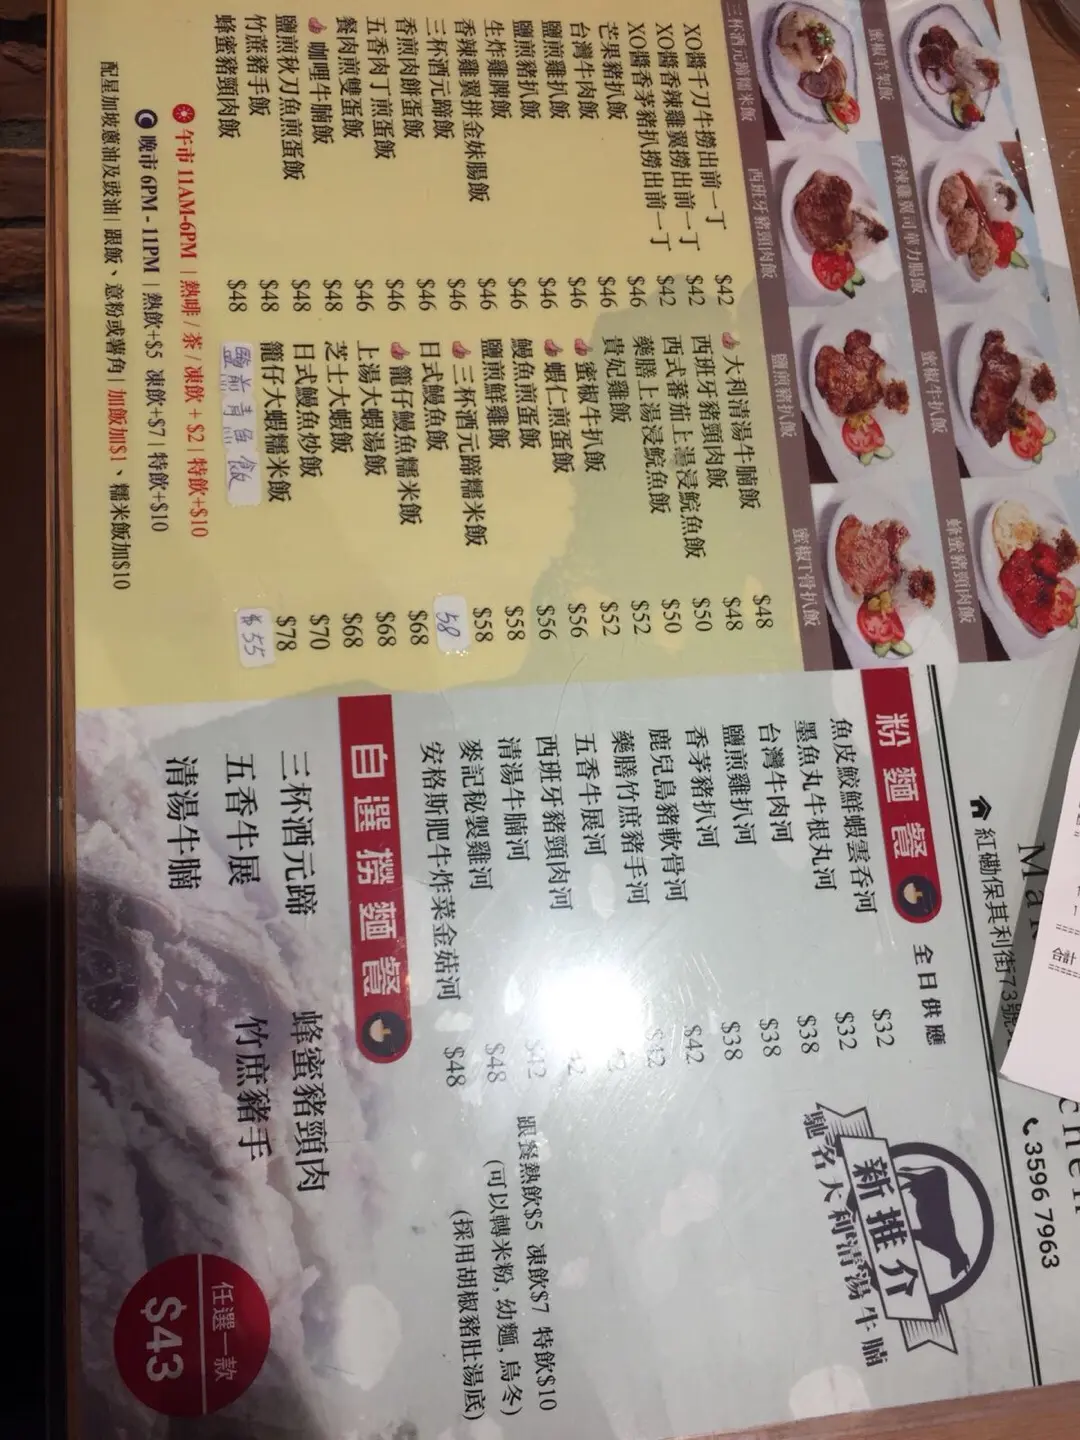 蜜椒羊架飯
香辣雞翼司華力腸飯
蜜椒牛扒飯
蜂蜜豬頸肉飯
三杯酒元蹄糯米飯
西班牙豬頸肉飯
鹽煎豬扒飯
蜜椒T骨扒飯
XO醬千刀牛撈出前一丁 $42
XO醬香辣雞翼撈出前一丁 $42
XO醬香茅豬扒撈出前一丁 $42
芒果豬扒飯 $46
台灣牛肉飯 $46
鹽煎雞扒飯 $46
鹽煎豬扒飯 $46
生炸雞脾飯 $46
香辣雞翼拼金妹腸飯 $46
三杯酒元蹄飯 $46
香煎肉餅蛋飯 $46
五香肉丁煎蛋飯 $46
餐肉煎雙蛋飯 $46
咖哩牛腩飯 $48
鹽煎秋刀魚煎蛋飯 $48
竹蔗豬手飯 $48
蜂蜜豬頸肉飯 $48
大利清湯牛腩飯 $48
西班牙豬頸肉飯 $48
西式蕃茄上湯浸鯇魚飯 $50
藥膳上湯浸鯇魚飯 $50
貴妃雞飯 $52
蜜椒牛扒飯 $52
蝦仁煎蛋飯 $56
鰻魚煎蛋飯 $56
鹽煎鮮雞飯 $58
三杯酒元蹄糯米飯 $58
日式鰻魚飯 58
籠仔鰻魚糯米飯 $68
上湯大蝦湯飯 $68
芝士大蝦飯 $68
日式鰻魚炒飯 $70
籠仔大蝦糯米飯 $78
鹽煎青魚飯 $55
午市 11AM-6PM | 熱啡 / 茶 / 凍飲 + $2 | 特飲+$10
晚市 6PM - 11PM | 熱飲+$5 凍飲+$7 | 特飲+$10
配星加坡蔥油及豉油 | 跟飯、意粉或薯角 | 加飯加$1、糯米飯加$10
紅磡保其利街73號
3596 7963
新推介
馳名大利清湯牛腩
粉麵餐
全日供應
魚皮鮫鮮蝦雲吞河 $32
墨魚丸牛根丸河 $32
台灣牛肉河 $38
鹽煎雞扒河 $38
香茅豬扒河 $38
鹿兒島豬軟骨河 $42
藥膳竹蔗豬手河 $42
五香牛展河
西班牙豬頸肉河
清湯牛腩河 $42
麥記秘製雞河 $48
安格斯肥牛炸菜金菇河 $48
跟餐熱飲$5 凍飲$7 特飲$10
(可以轉米粉, 幼麵, 烏冬)
(採用胡椒豬肚湯底)
自選撈麵餐
三杯酒元蹄 蜂蜜豬頸肉
五香牛展 竹蔗豬手
清湯牛腩
任選一款
$43